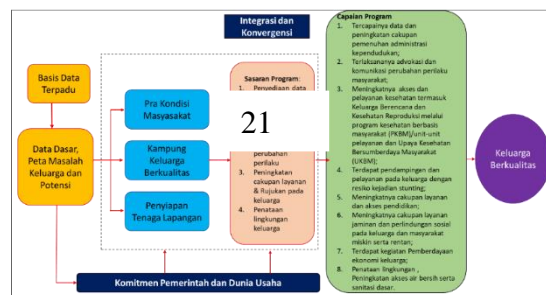 Integrasi dan
Konvergensi
Basis Data
Terpadu
Data Dasar,
Peta Masalah
Keluarga dan
Potensi
Pra Kondisi
Masyasakat
Kampung
Keluarga
Berkualitas
Penyiapan
Tenaga Lapangan
Sasaran Program:
1. Penyediaan data
21
perubahan
perilaku
3. Peningkatan
cakupan layanan
& Rujukan pada
keluarga
4. Penataan
lingkungan
keluarga
Komitmen Pemerintah dan Dunia Usaha
Capaian Program
1. Tercapainya data dan
peningkatan cakupan
pemenuhan administrasi
kependudukan;
2. Terlaksananya advokasi dan
komunikasi perubahan perilaku
masyarakat;
3. Meningkatnya akses dan
pelayanan kesehatan termasuk
Keluarga Berencana dan
Kesehatan Reproduksi melalui
program kesehatan berbasis
masyarakat (PKBM)/unit-unit
pelayanan dan Upaya Kesehatan
Bersumberdaya Masyarakat
(UKBM);
4. Terdapat pendampingan dan
pelayanan pada keluarga dengan
resiko kejadian stunting;
5. Meningkatnya cakupan layanan
dan akses pendidikan;
6. Meningkatnya cakupan layanan
jaminan dan perlindungan sosial
pada keluarga dan masyarakat
miskin serta rentan;
7. Terdapat kegiatan Pemberdayaan
ekonomi keluarga;
8. Penataan lingkungan ,
Peningkatan akses air bersih serta
sanitasi dasar.
Keluarga
Berkualitas